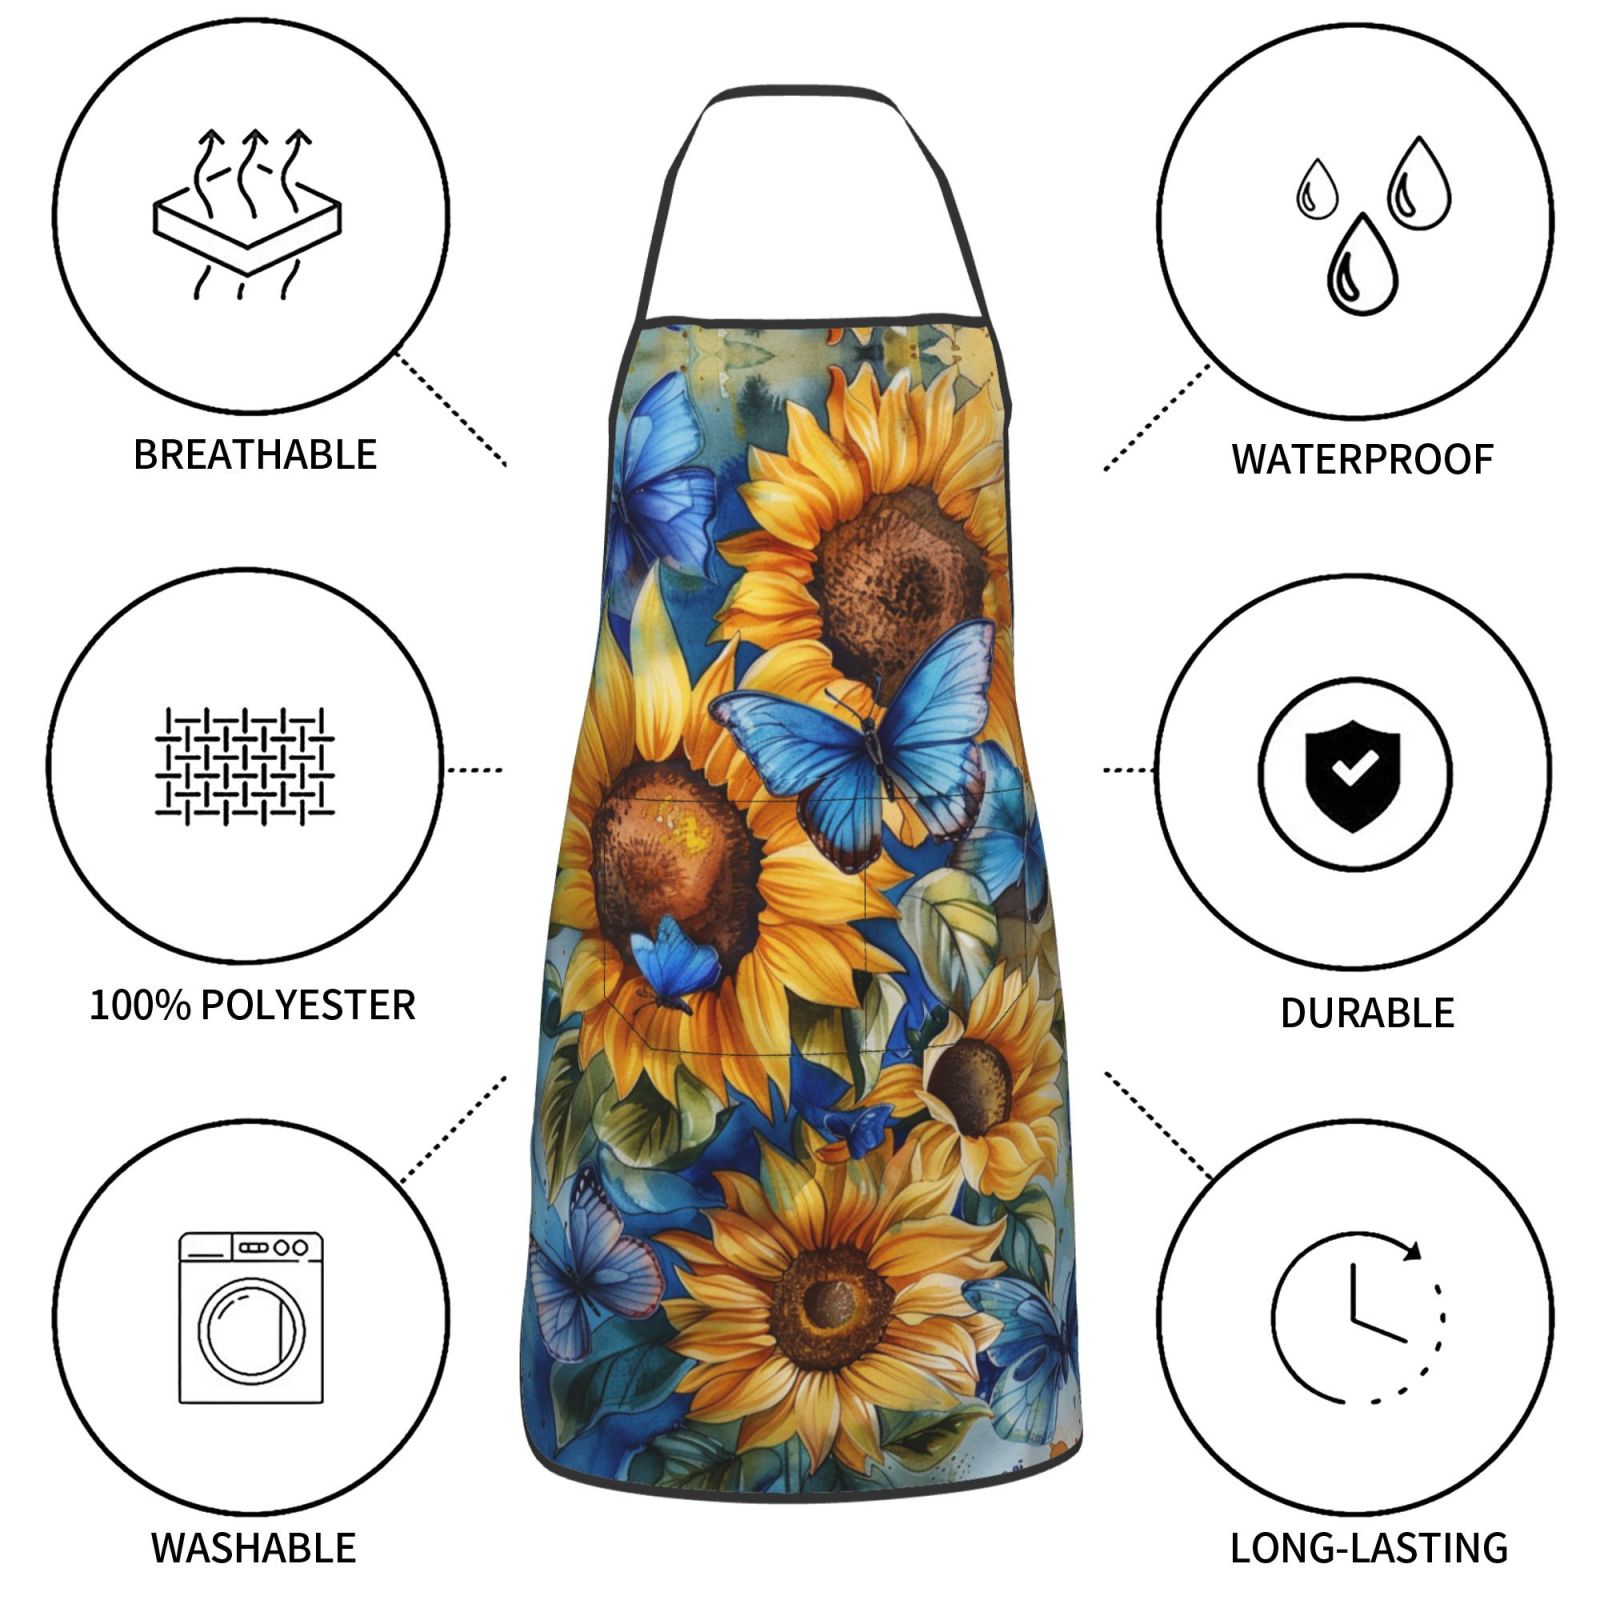 BREATHABLE
WATERPROOF
100% POLYESTER
DURABLE
WASHABLE
LONG-LASTING